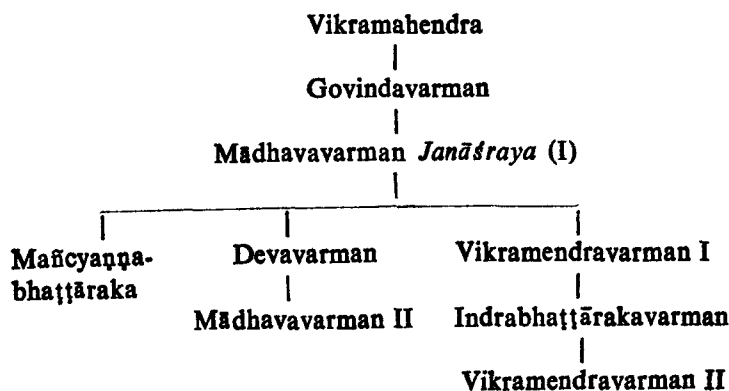 Vikramahendra
Govindavarman
Mādhavavarman Janāśraya (I)
Mañcyaṇṇa- Devavarman Vikramendravarman I
bhaṭṭāraka
Mādhavavarman II Indrabhaṭṭārakavarman
Vikramendravarman II